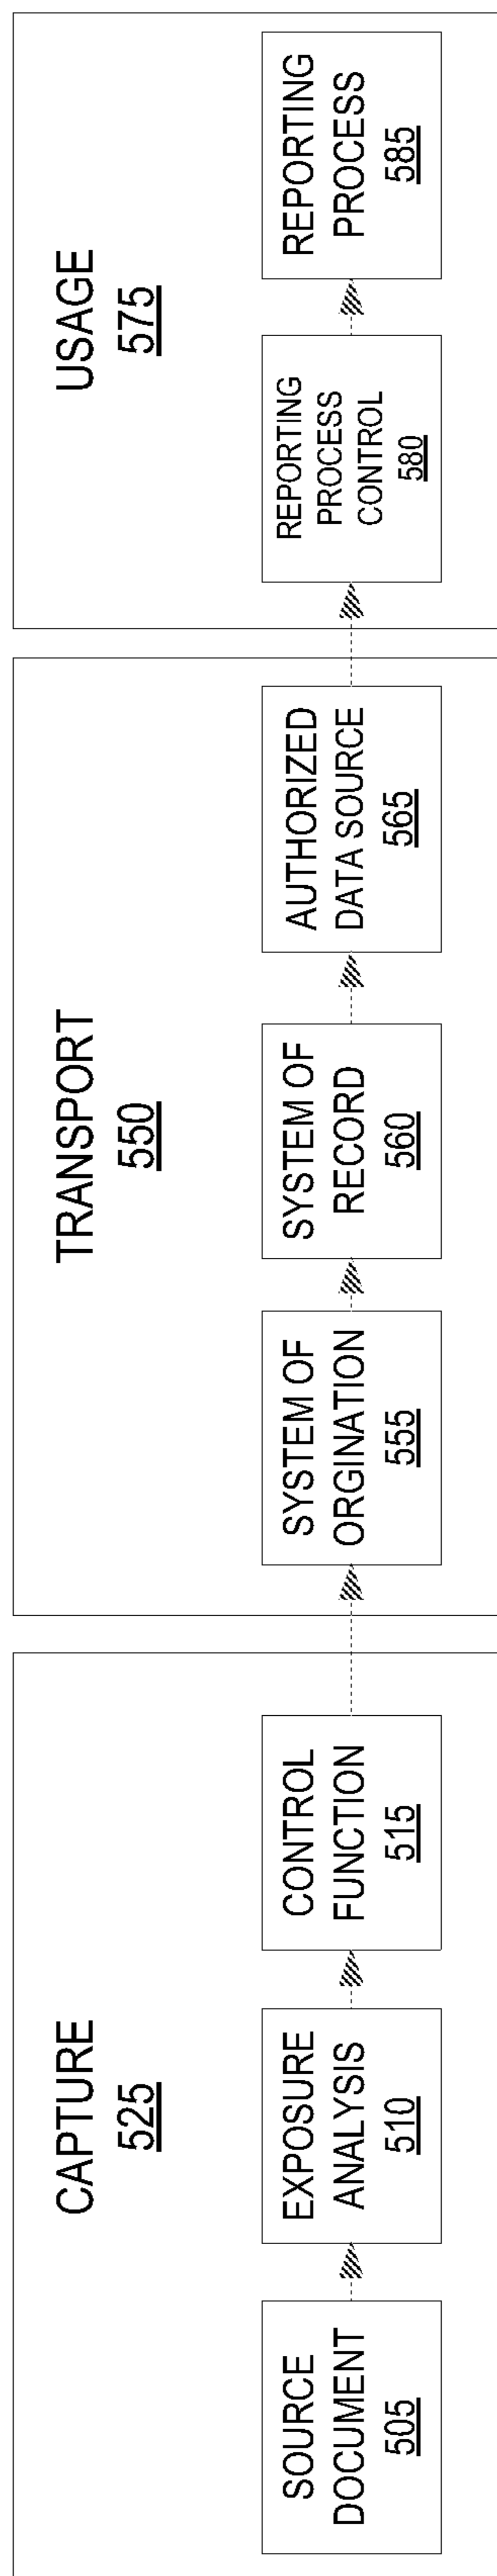 CAPTURE
525
SOURCE
DOCUMENT
505
EXPOSURE
ANALYSIS
510
CONTROL
FUNCTION
515
TRANSPORT
550
SYSTEM OF
ORGINATION
555
SYSTEM OF
RECORD
560
AUTHORIZED
DATA SOURCE
565
USAGE
575
REPORTING
PROCESS
CONTROL
580
REPORTING
PROCESS
585